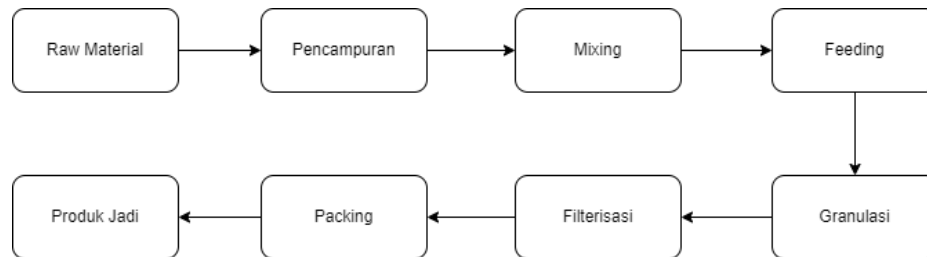 Raw Material
Pencampuran
Mixing
Feeding
Granulasi
Filterisasi
Packing
Produk Jadi